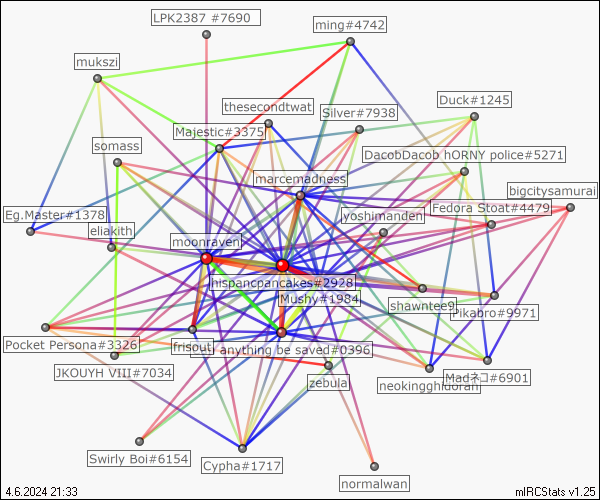 LPK2387 #7690
ming#4742
mukszi
Duck#1245
thesecondtwat
Silver#7938
Majestic#3375
somass
DacobDacob hORNY police#5271
marcemadness
bigcitysamurai
Fedora Stoat#4479
Eg.Master#1378
yoshimanden
eliakith
moonraven
hispancpancakes#2928
Mushy#1984
shawntee9
Pikabro#9971
Pocket Persona#3326
frisout
anything be saved#0396
JKOUYH VIII#7034
zebula
neokingghuorah
Madネコ#6901
Swirly Boi#6154
Cypha#1717
normalwan
4.6.2024 21:33
mIRCStats v1.25